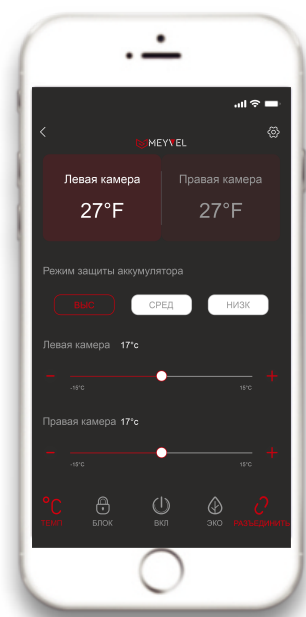 MEYVEL
Левая камера Правая камера
27°F 27°F
Режим защиты аккумулятора
ВЫС СРЕД НИЗК
Левая камера 17°c
− +
-15°C 15°C
Правая камера 17°c
− +
-15°C 15°C
°C
ТЕМП БЛОК ВКЛ ЭКО РАЗЪЕДИНИТЬ